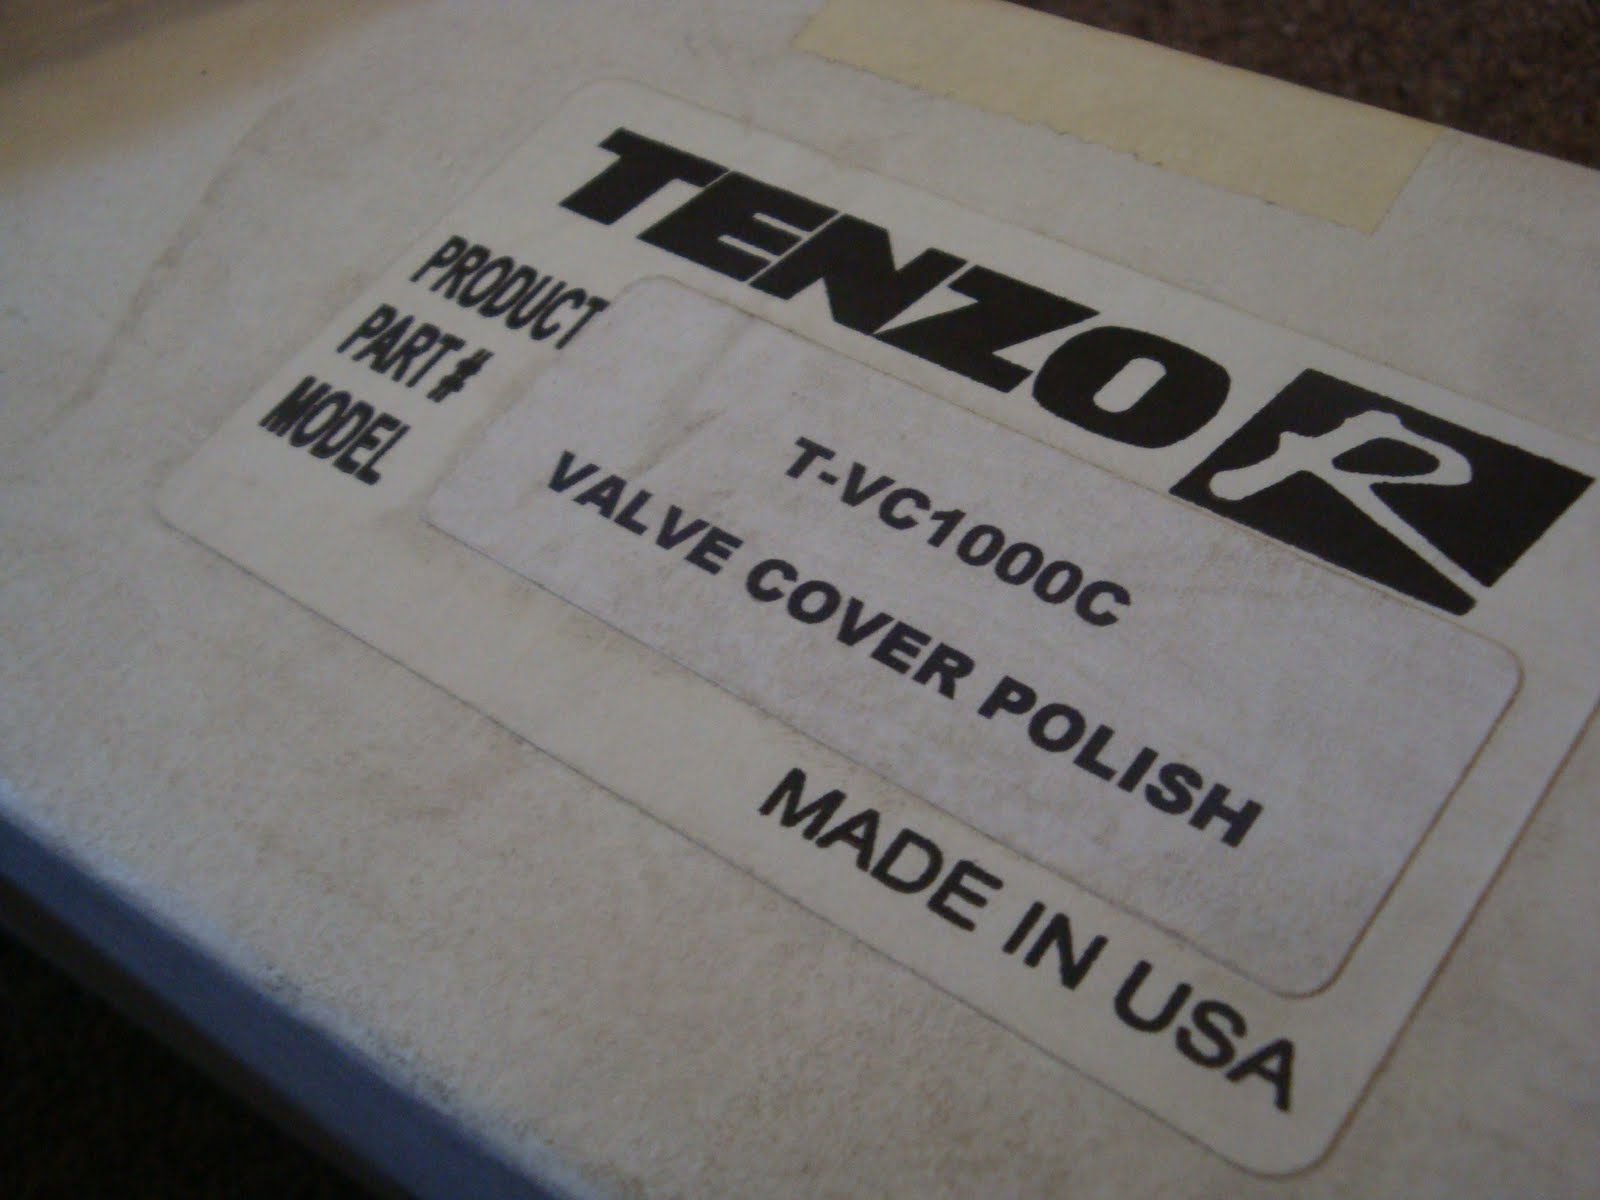 TENZO R
PRODUCT
PART #
MODEL
T-VC1000C
VALVE COVER POLISH
MADE IN USA